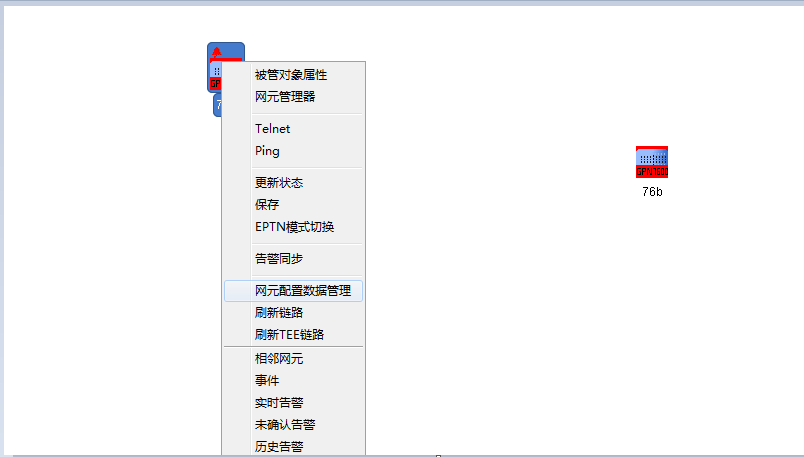 被管对象属性
网元管理器
Telnet
Ping
更新状态
保存
EPTN模式切换
告警同步
网元配置数据管理
刷新链路
刷新TEE链路
相邻网元
事件
实时告警
未确认告警
历史告警
GPN7600
76b